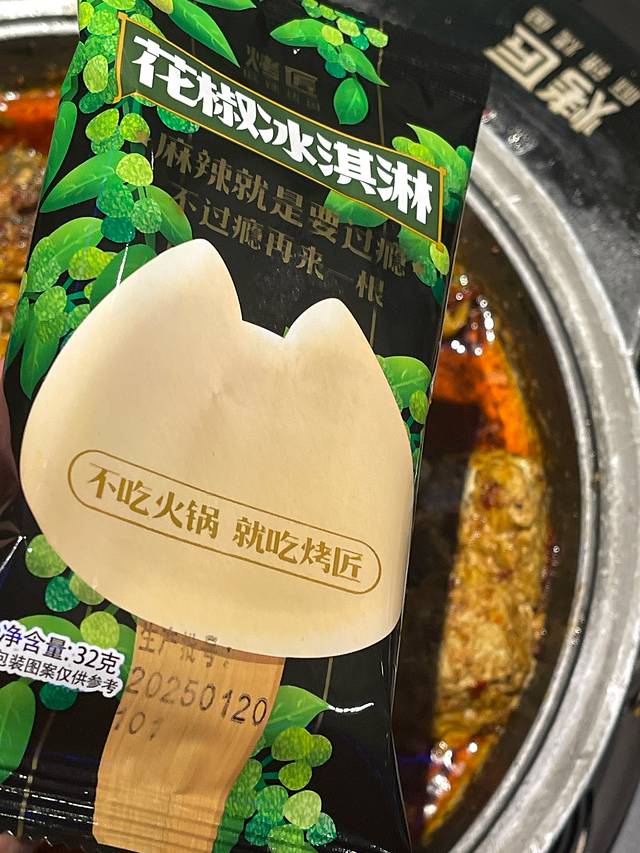 烤匠
花椒冰淇淋
麻辣就是要过瘾
不过瘾再来一根
不吃火锅 就吃烤匠
净含量:32克
包装图案仅供参考
生产批号:
20250120
101
烤匠